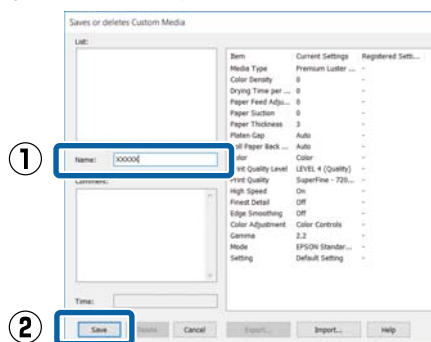 Saves or deletes Custom Media
List:
Item Current Settings Registered Setti...
Media Type Premium Luster ... -
Color Density 0 -
Drying Time per ... 0 -
Paper Feed Adju... 0 -
Paper Suction 0 -
Paper Thickness 3 -
Platen Gap Auto -
Roll Paper Back ... Auto -
① Name: XXXXX Color Color -
Print Quality Level LEVEL 4 (Quality) -
Comment: Print Quality SuperFine - 720... -
High Speed On -
Finest Detail Off -
Edge Smoothing Off -
Color Adjustment Color Controls -
Gamma 2.2 -
Mode EPSON Standar... -
Setting Default Setting -
Time:
② Save Delete Cancel Export... Import... Help